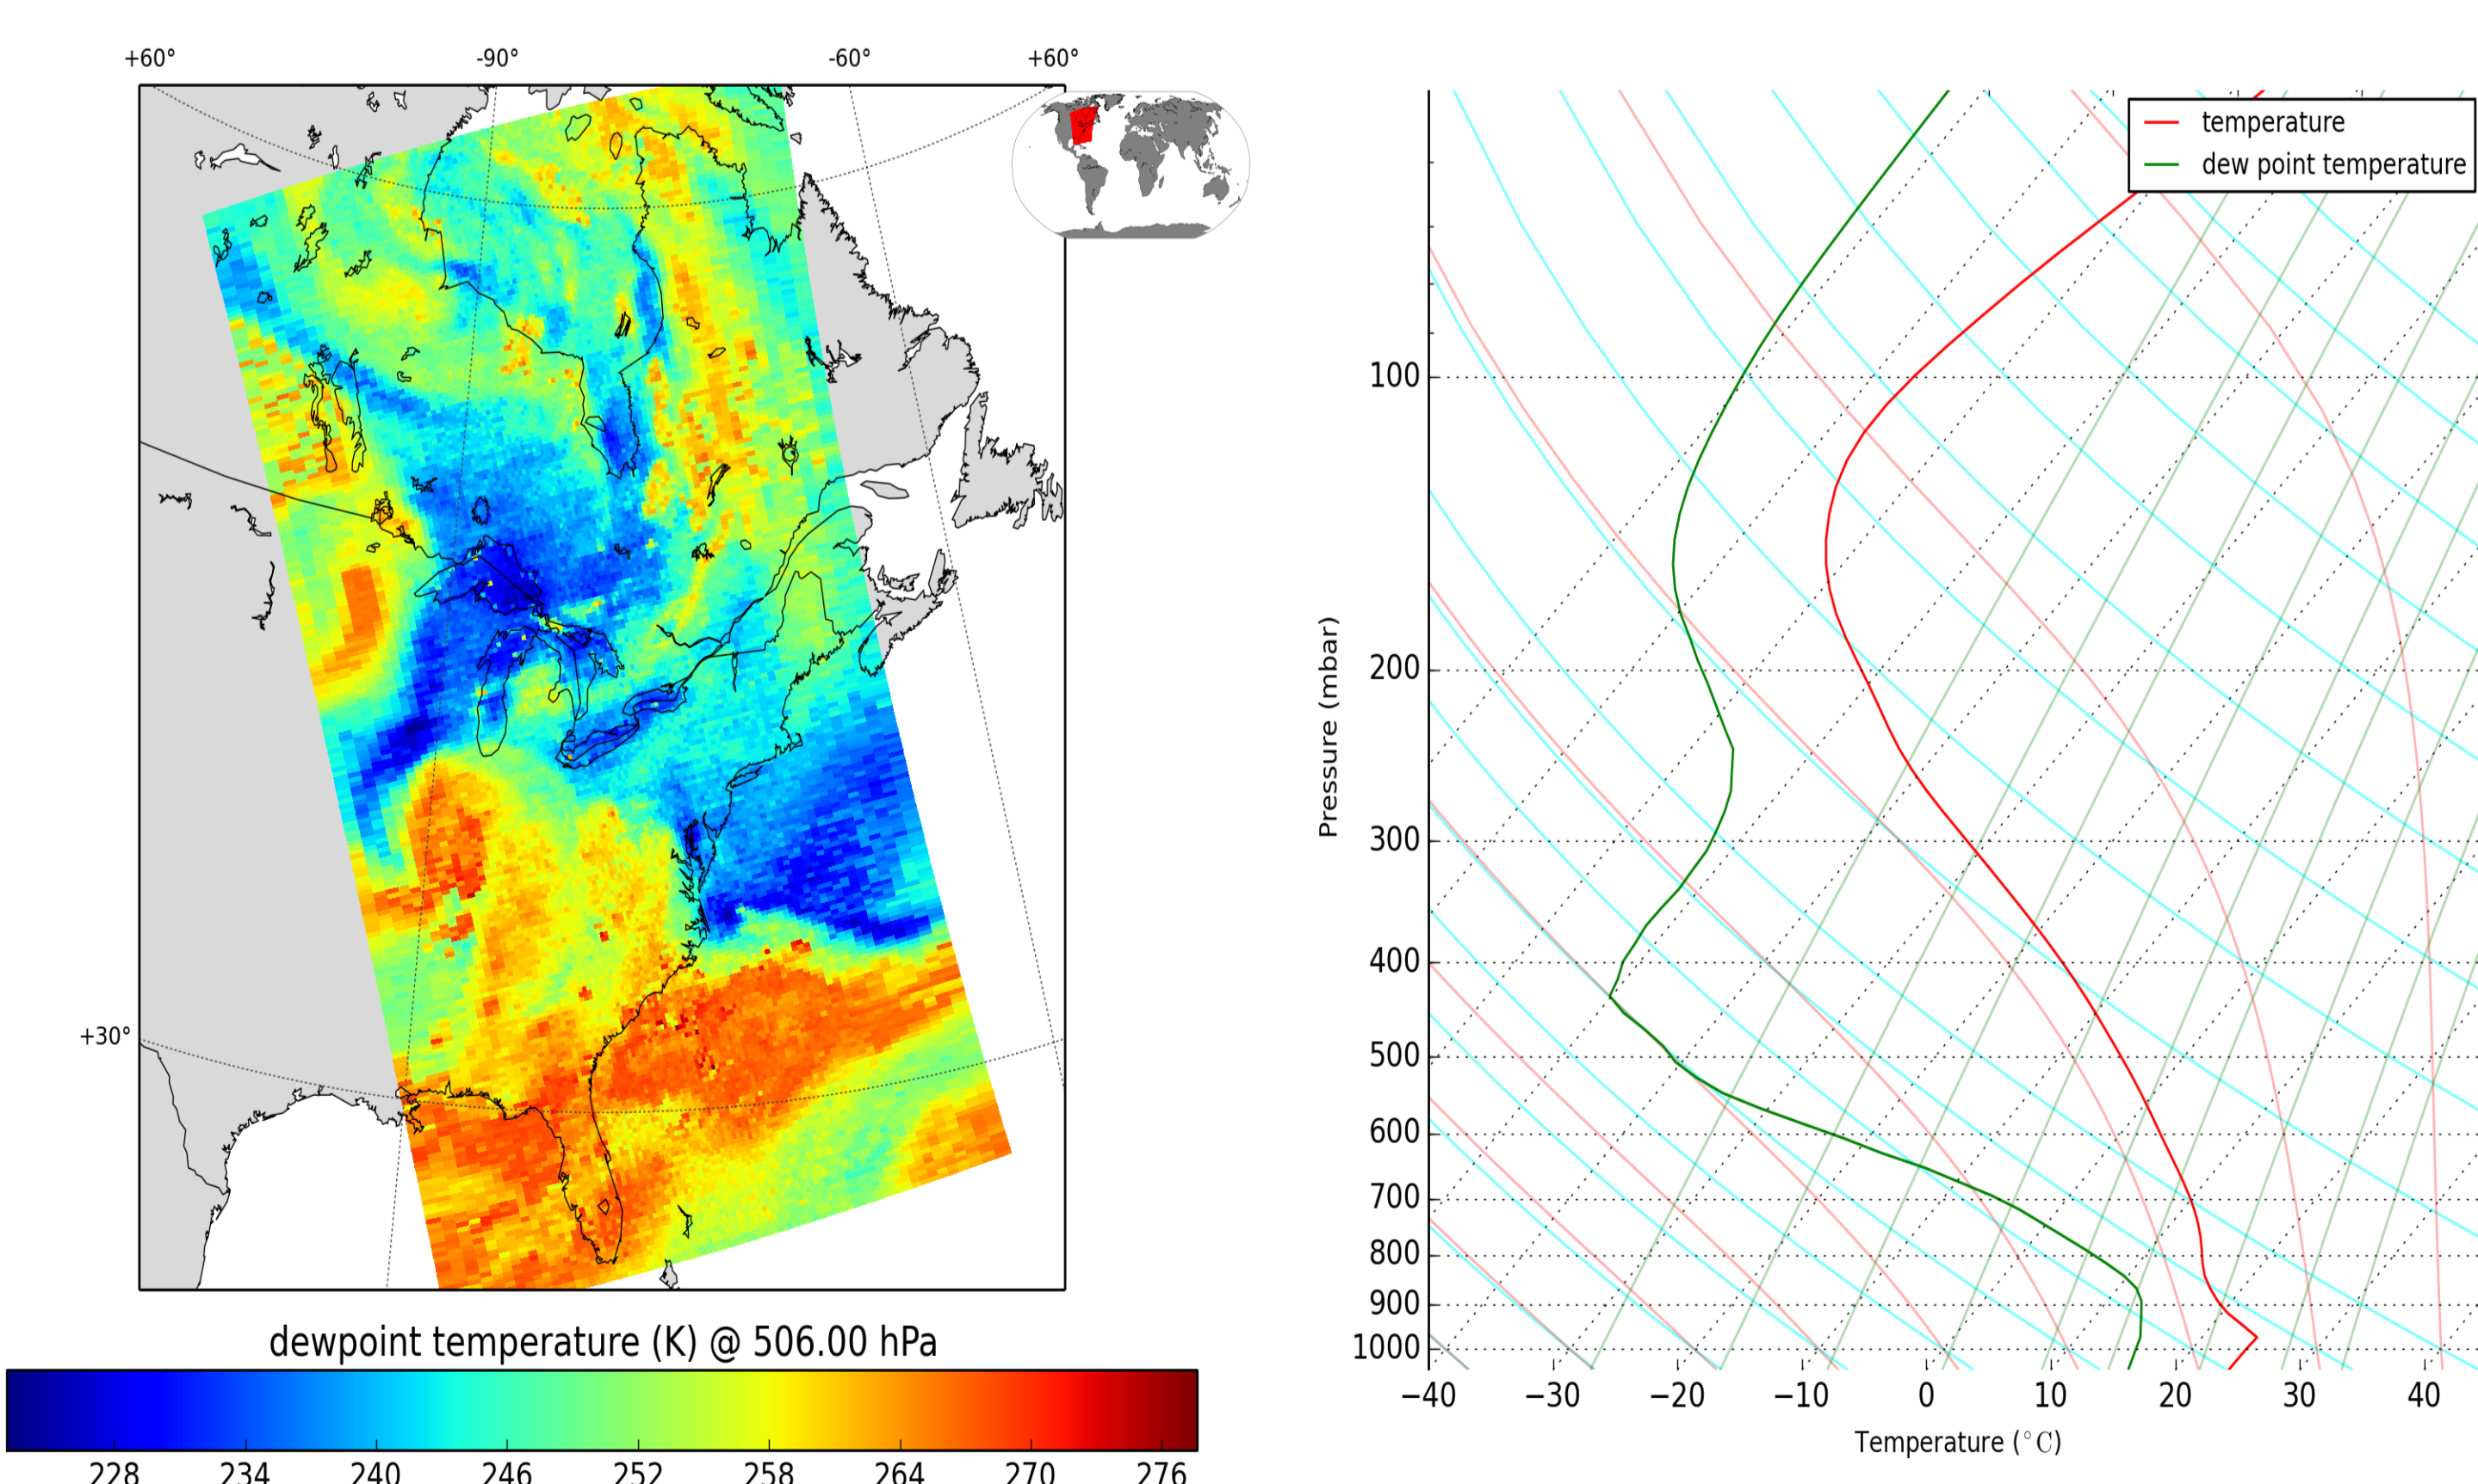 +60° -90° -60° +60°
+30°
dewpoint temperature (K) @ 506.00 hPa
228 234 240 246 252 258 264 270 276
temperature
dew point temperature
Pressure (mbar)
100
200
300
400
500
600
700
800
900
1000
−40 −30 −20 −10 0 10 20 30 40
Temperature (°C)